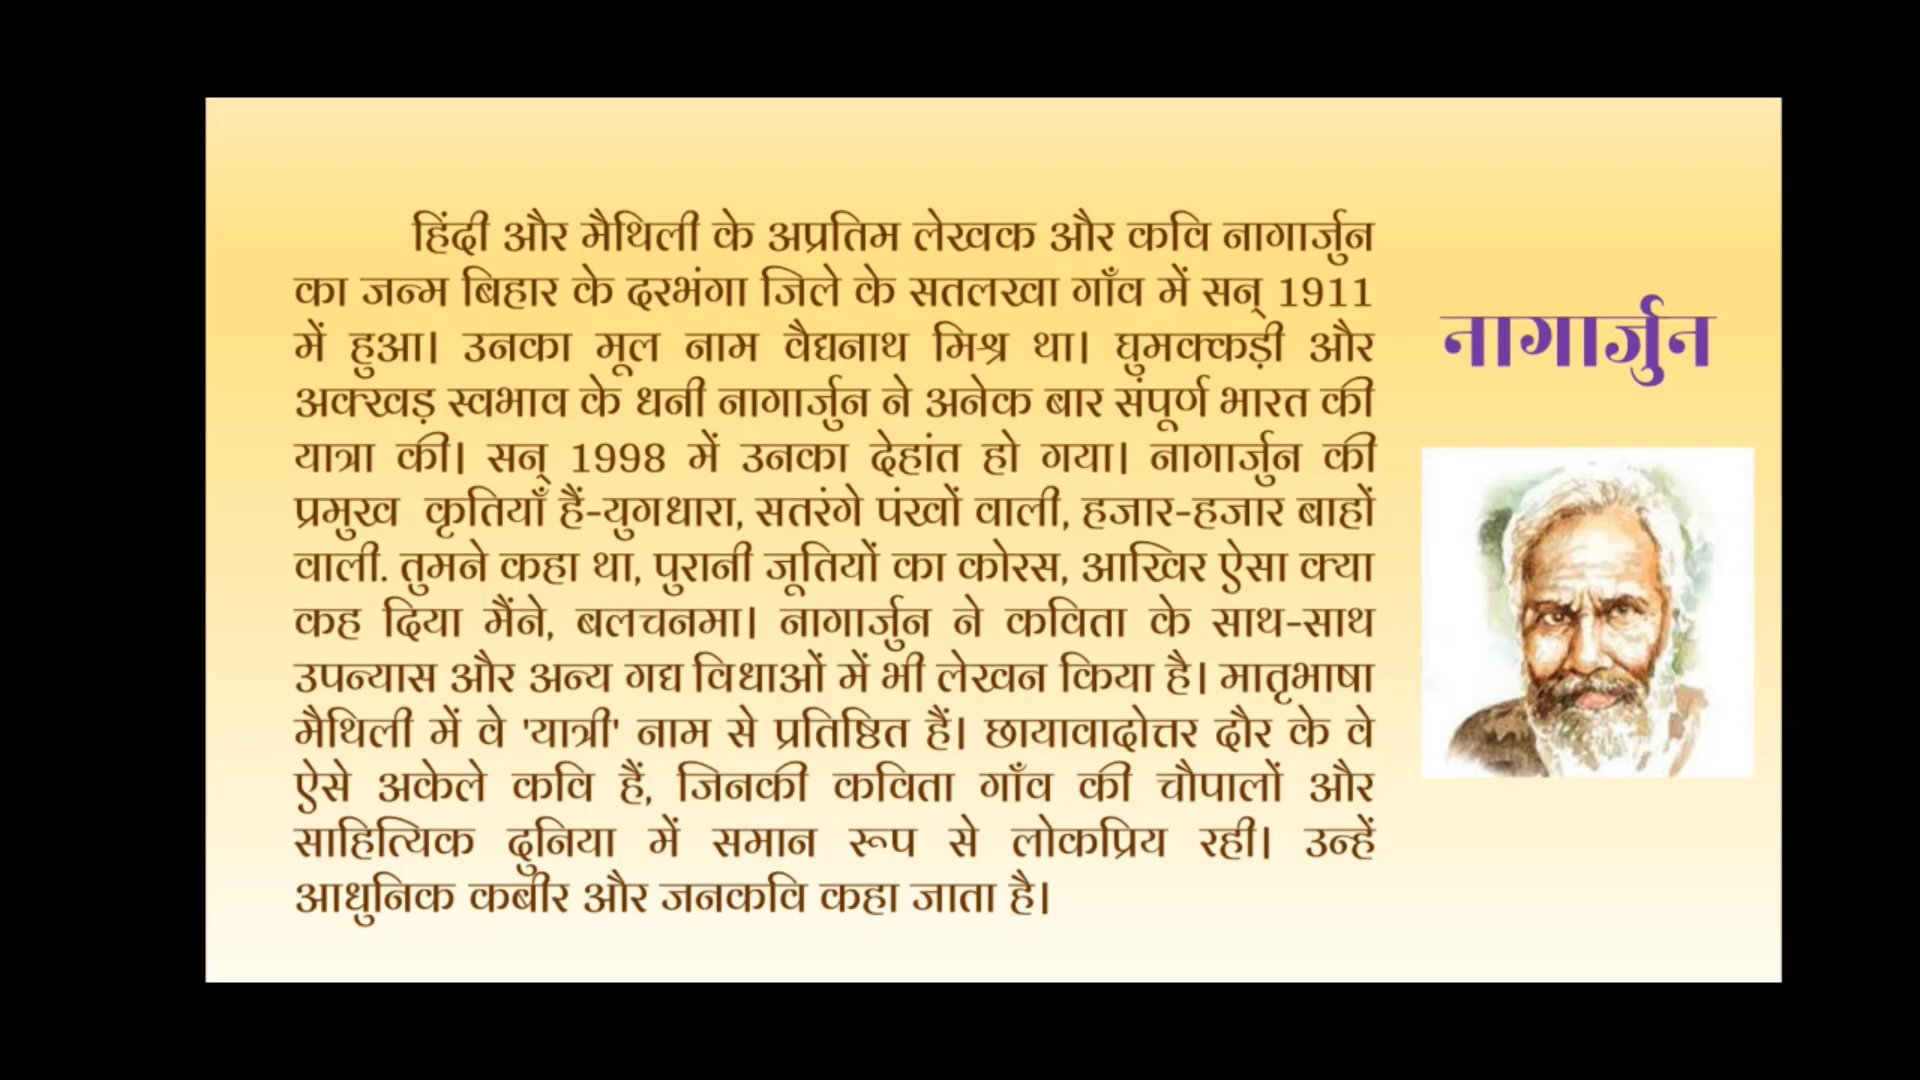 हिंदी और मैथिली के अप्रतिम लेखक और कवि नागार्जुन
का जन्म बिहार के दरभंगा जिले के सतलखा गाँव में सन् 1911
में हुआ। उनका मूल नाम वैद्यनाथ मिश्र था। घुमक्कड़ी और
अक्खड़ स्वभाव के धनी नागार्जुन ने अनेक बार संपूर्ण भारत की
यात्रा की। सन् 1998 में उनका देहांत हो गया। नागार्जुन की
प्रमुख कृतियाँ हैं-युगधारा, सतरंगे पंखों वाली, हजार-हजार बाहों
वाली. तुमने कहा था, पुरानी जूतियों का कोरस, आखिर ऐसा क्या
कह दिया मैंने, बलचनमा। नागार्जुन ने कविता के साथ-साथ
उपन्यास और अन्य गद्य विधाओं में भी लेखन किया है। मातृभाषा
मैथिली में वे 'यात्री' नाम से प्रतिष्ठित हैं। छायावादोत्तर दौर के वे
ऐसे अकेले कवि हैं, जिनकी कविता गाँव की चौपालों और
साहित्यिक दुनिया में समान रूप से लोकप्रिय रही। उन्हें
आधुनिक कबीर और जनकवि कहा जाता है।
नागार्जुन